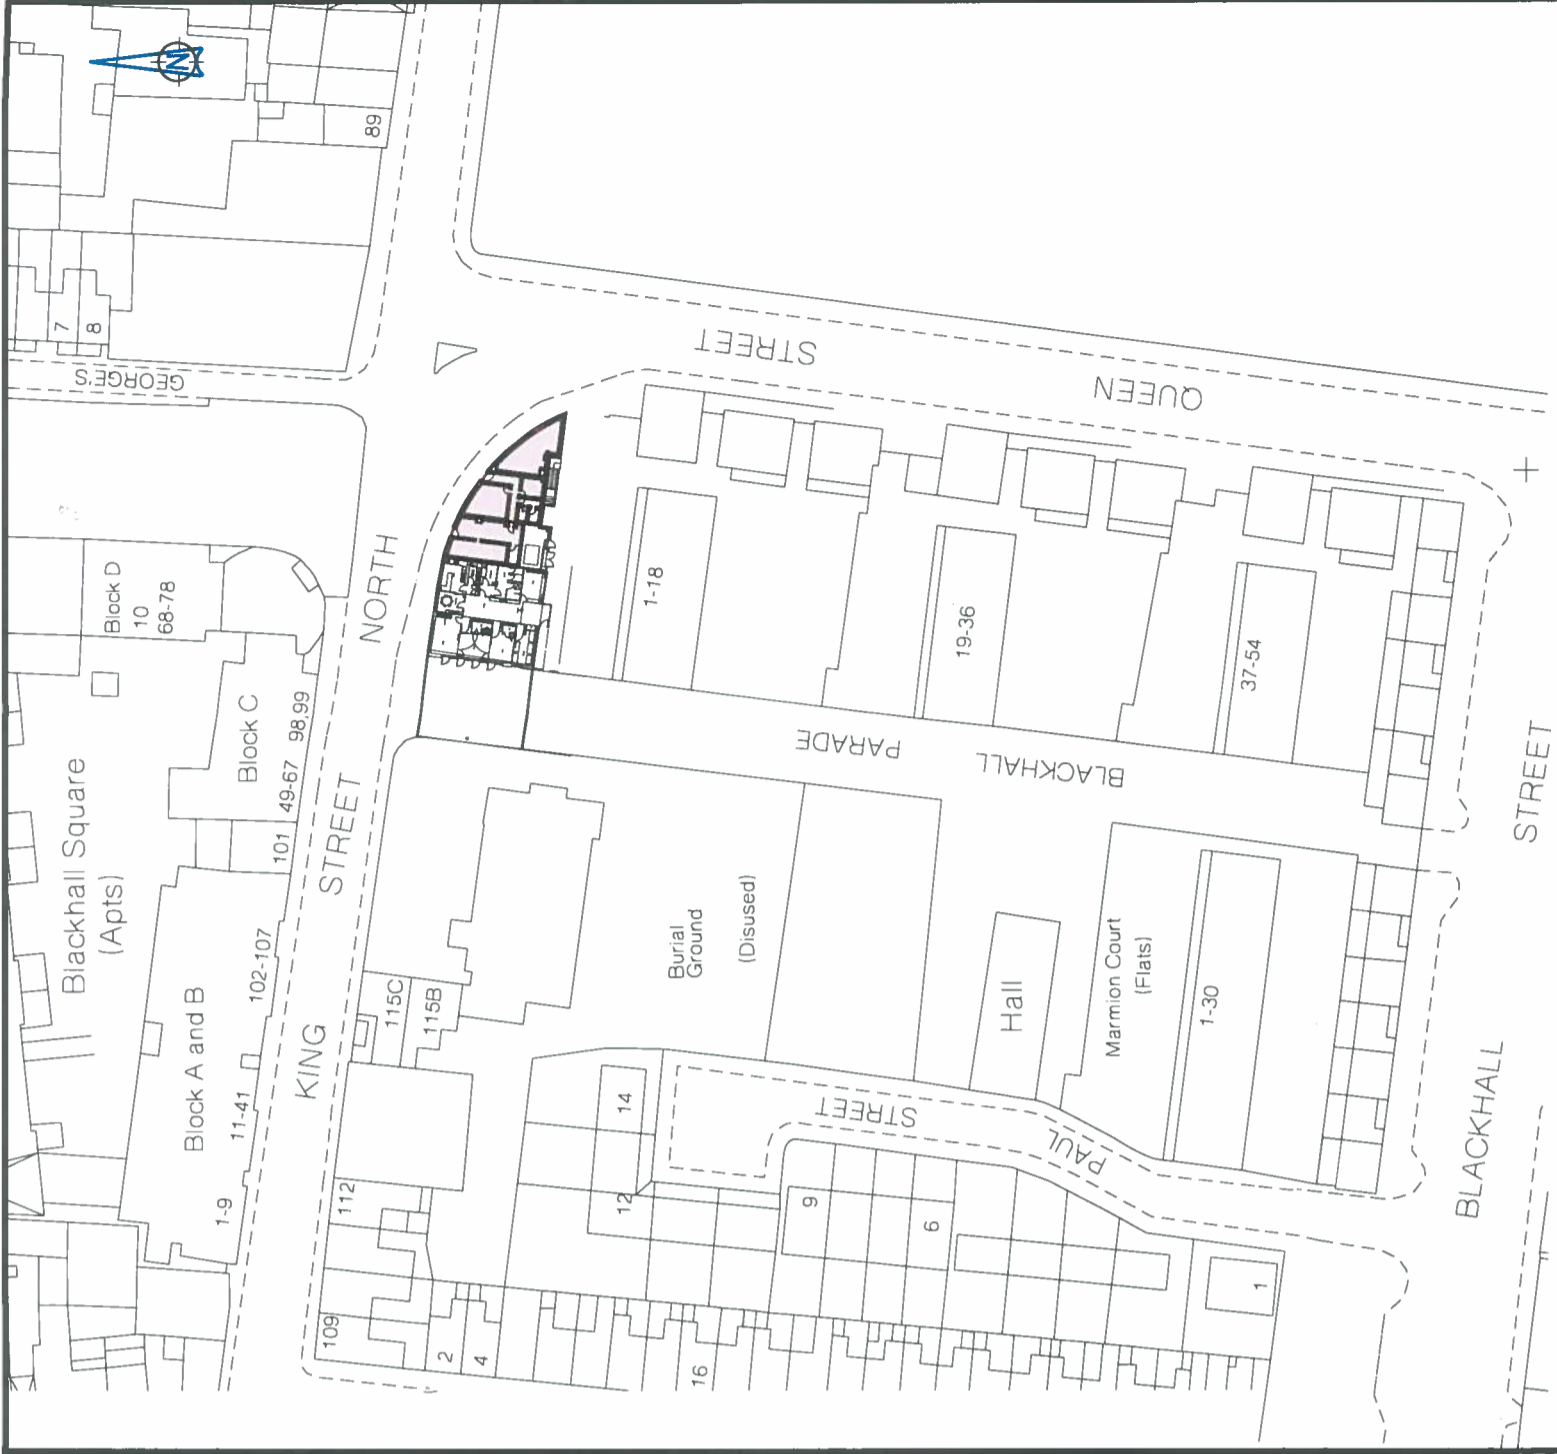 N
89
7
8
GEORGE'S
STREET
QUEEN
Block D
10
68-78
NORTH
1-18
19-36
37-54
Block C
49-67 98,99
101
PARADE
BLACKHALL
Blackhall Square
(Apts)
STREET
STREET
Block A and B
102-107
11-41
1-9
KING
115C
115B
Burial
Ground
(Disused)
Hall
Marmion Court
(Flats)
1-30
14
12
STREET
PAUL
BLACKHALL
112
9
6
1
109
2
4
16